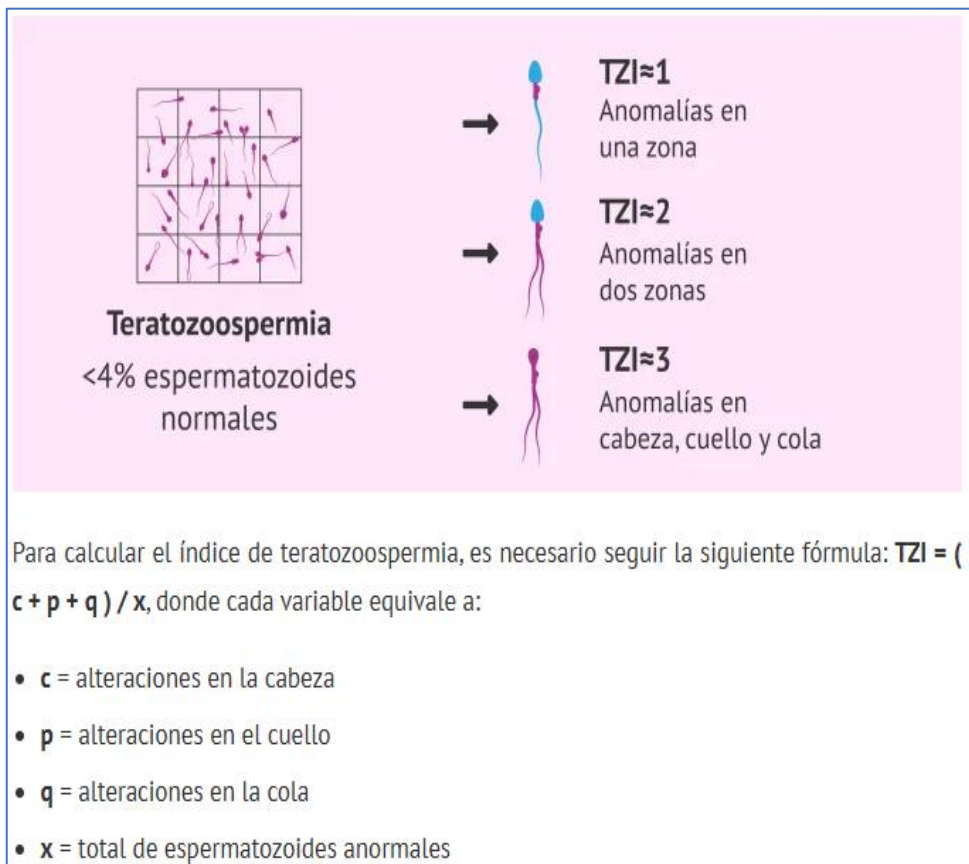 TZI≈1
Anomalías en
una zona
TZI≈2
Anomalías en
dos zonas
Teratozoospermia
<4% espermatozoides
normales
TZI≈3
Anomalías en
cabeza, cuello y cola
Para calcular el índice de teratozoospermia, es necesario seguir la siguiente fórmula: TZI = (
c + p + q ) / x, donde cada variable equivale a:
• c = alteraciones en la cabeza
• p = alteraciones en el cuello
• q = alteraciones en la cola
• x = total de espermatozoides anormales